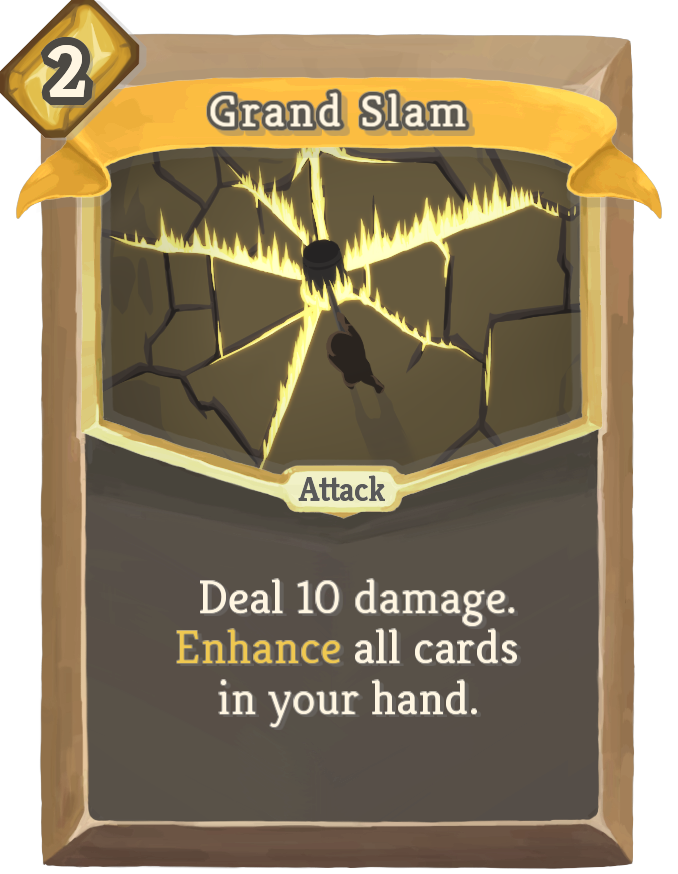 2
Grand Slam
Attack
Deal 10 damage.
Enhance all cards
in your hand.